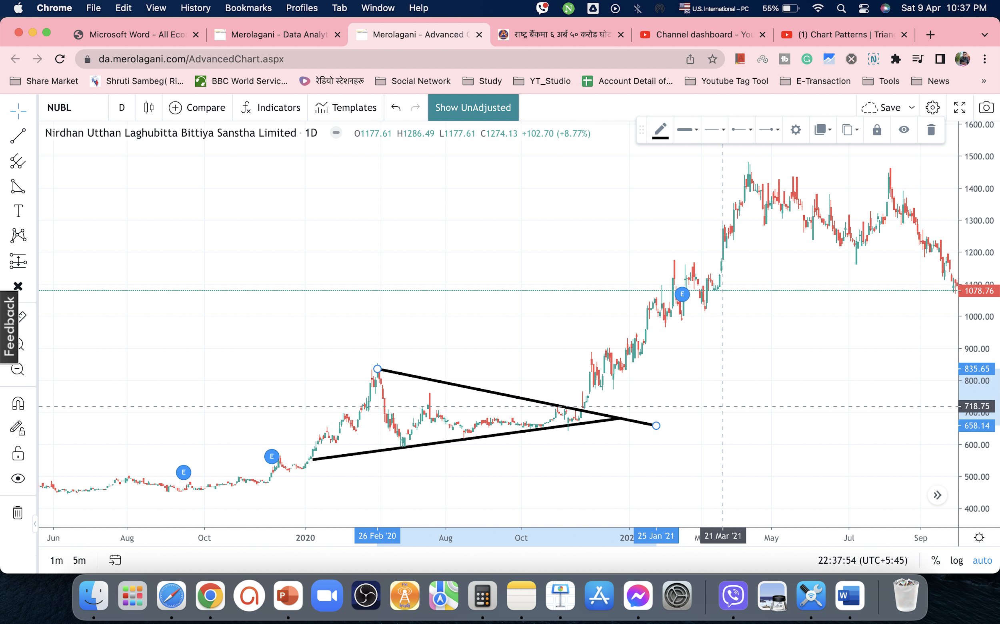 Chrome File Edit View History Bookmarks Profiles Tab Window Help U.S. International – PC 55% Sat 9 Apr 10:37 PM
Microsoft Word - All Eco Merolagani - Data Analyt Merolagani - Advanced C राष्ट्र बैंकमा ६ अर्ब ५० करोड घोट Channel dashboard - You (1) Chart Patterns | Trian
da.merolagani.com/AdvancedChart.aspx
Share Market Shruti Sambeg( Ri... BBC World Servic... रेडियो स्टेशनहरू Social Network Study YT_Studio Account Detail of... Youtube Tag Tool E-Transaction Tools News »
NUBL D Compare Indicators Templates Show UnAdjusted Save
Nirdhan Utthan Laghubitta Bittiya Sanstha Limited · 1D O1177.61 H1286.49 L1177.61 C1274.13 +102.70 (+8.77%)
1600.00
1500.00
1400.00
1300.00
1200.00
1100.00
1078.76
1000.00
900.00
835.65
800.00
718.75
700.00
658.14
600.00
500.00
400.00
E
E
E
Feedback
Jun Aug Oct 2020 26 Feb '20 Aug Oct 202 25 Jan '21 M 21 Mar '21 May Jul Sep
1m 5m 22:37:54 (UTC+5:45) % log auto